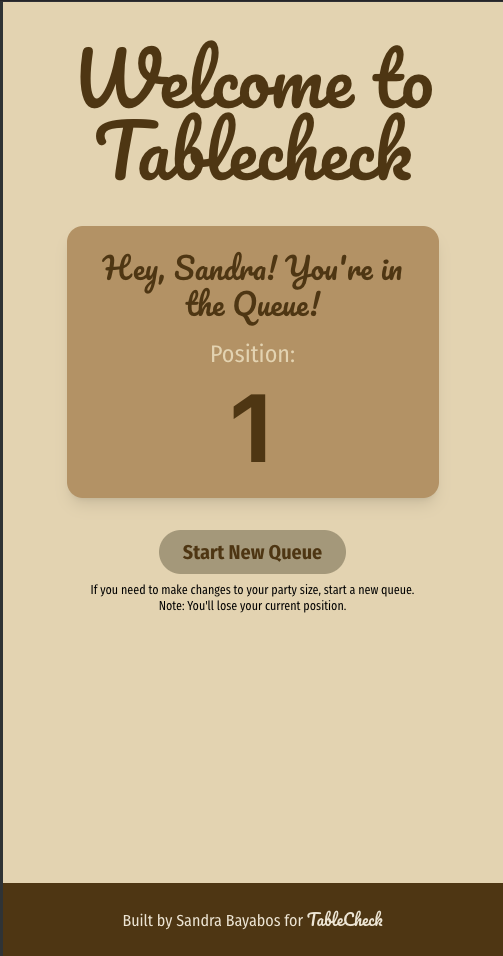 Welcome to
Tablecheck
Hey, Sandra! You're in
the Queue!
Position:
1
Start New Queue
If you need to make changes to your party size, start a new queue.
Note: You'll lose your current position.
Built by Sandra Bayabos for TableCheck